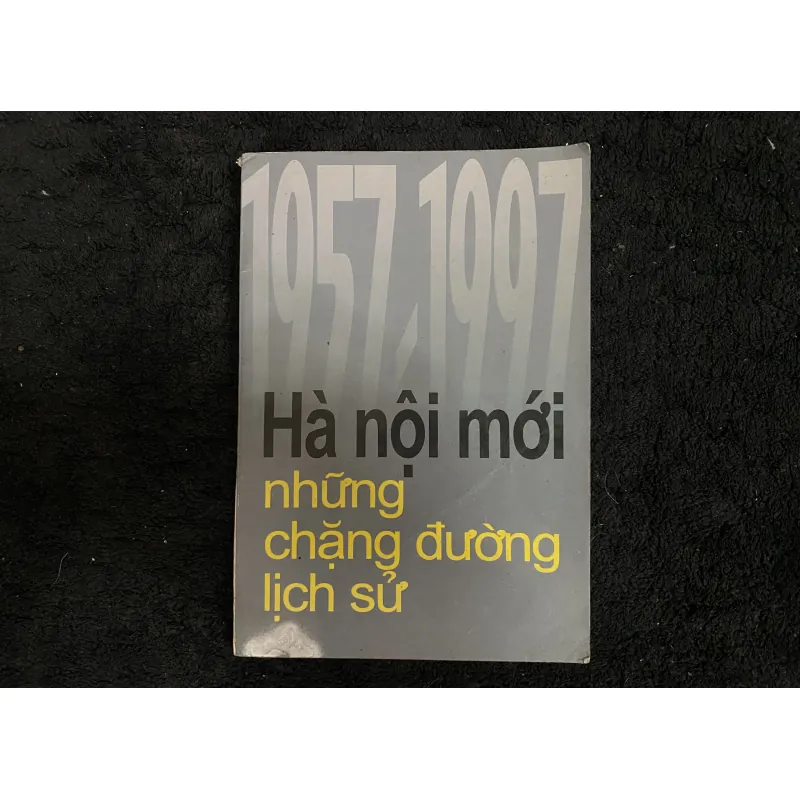 1957-1997
Hà nội mới
những
chặng đường
lịch sử